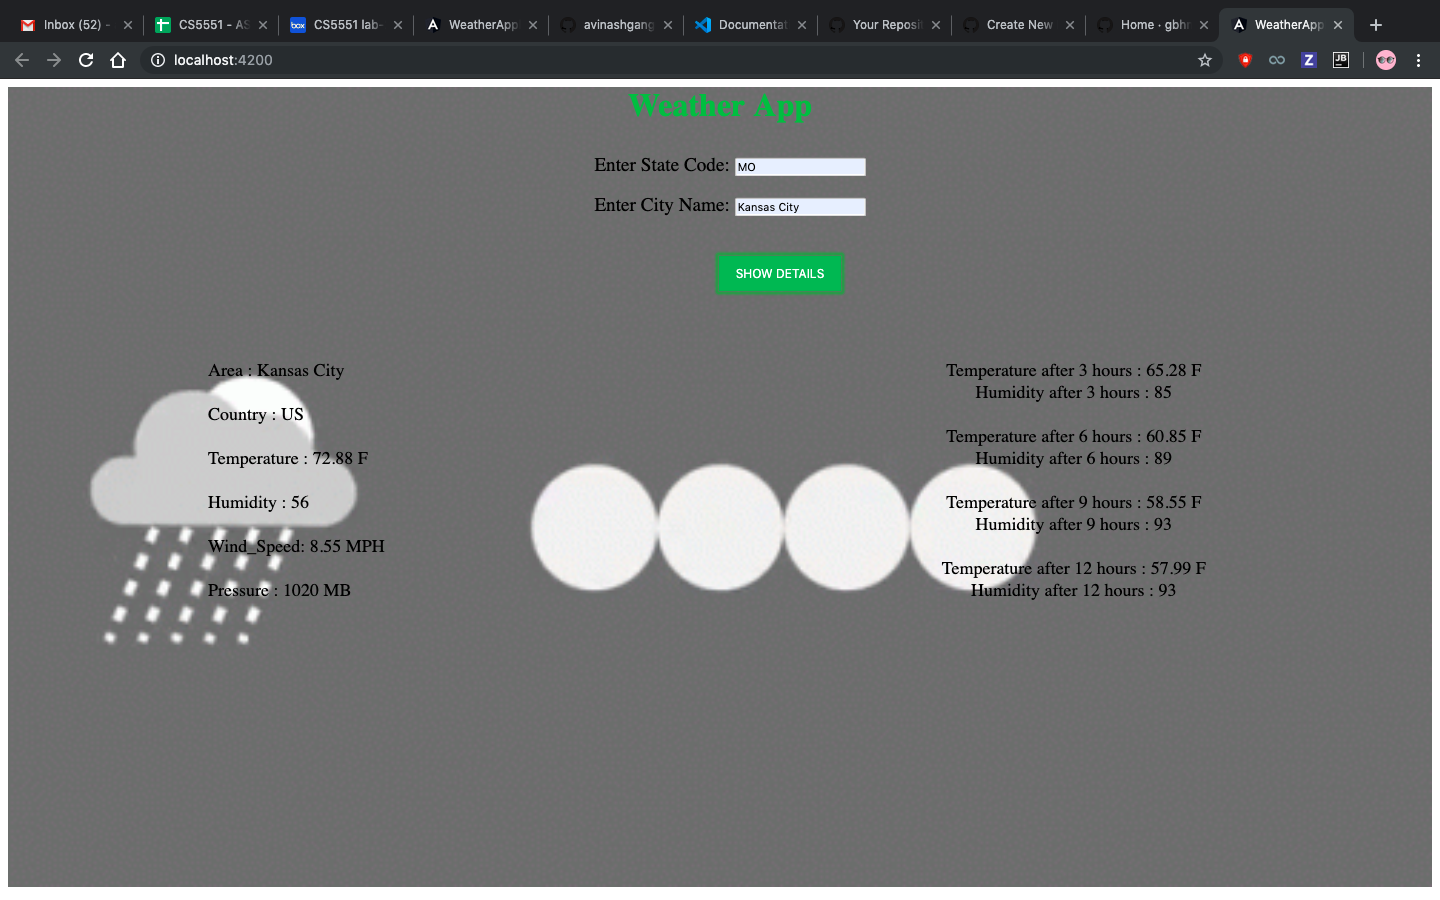 Inbox (52) -
CS5551 - AS
CS5551 lab-
WeatherApp
avinashgang
Documentat
Your Reposit
Create New
Home · gbhr
WeatherApp
localhost:4200
Weather App
Enter State Code: MO
Enter City Name: Kansas City
SHOW DETAILS
Area : Kansas City
Country : US
Temperature : 72.88 F
Humidity : 56
Wind_Speed: 8.55 MPH
Pressure : 1020 MB
Temperature after 3 hours : 65.28 F
Humidity after 3 hours : 85
Temperature after 6 hours : 60.85 F
Humidity after 6 hours : 89
Temperature after 9 hours : 58.55 F
Humidity after 9 hours : 93
Temperature after 12 hours : 57.99 F
Humidity after 12 hours : 93